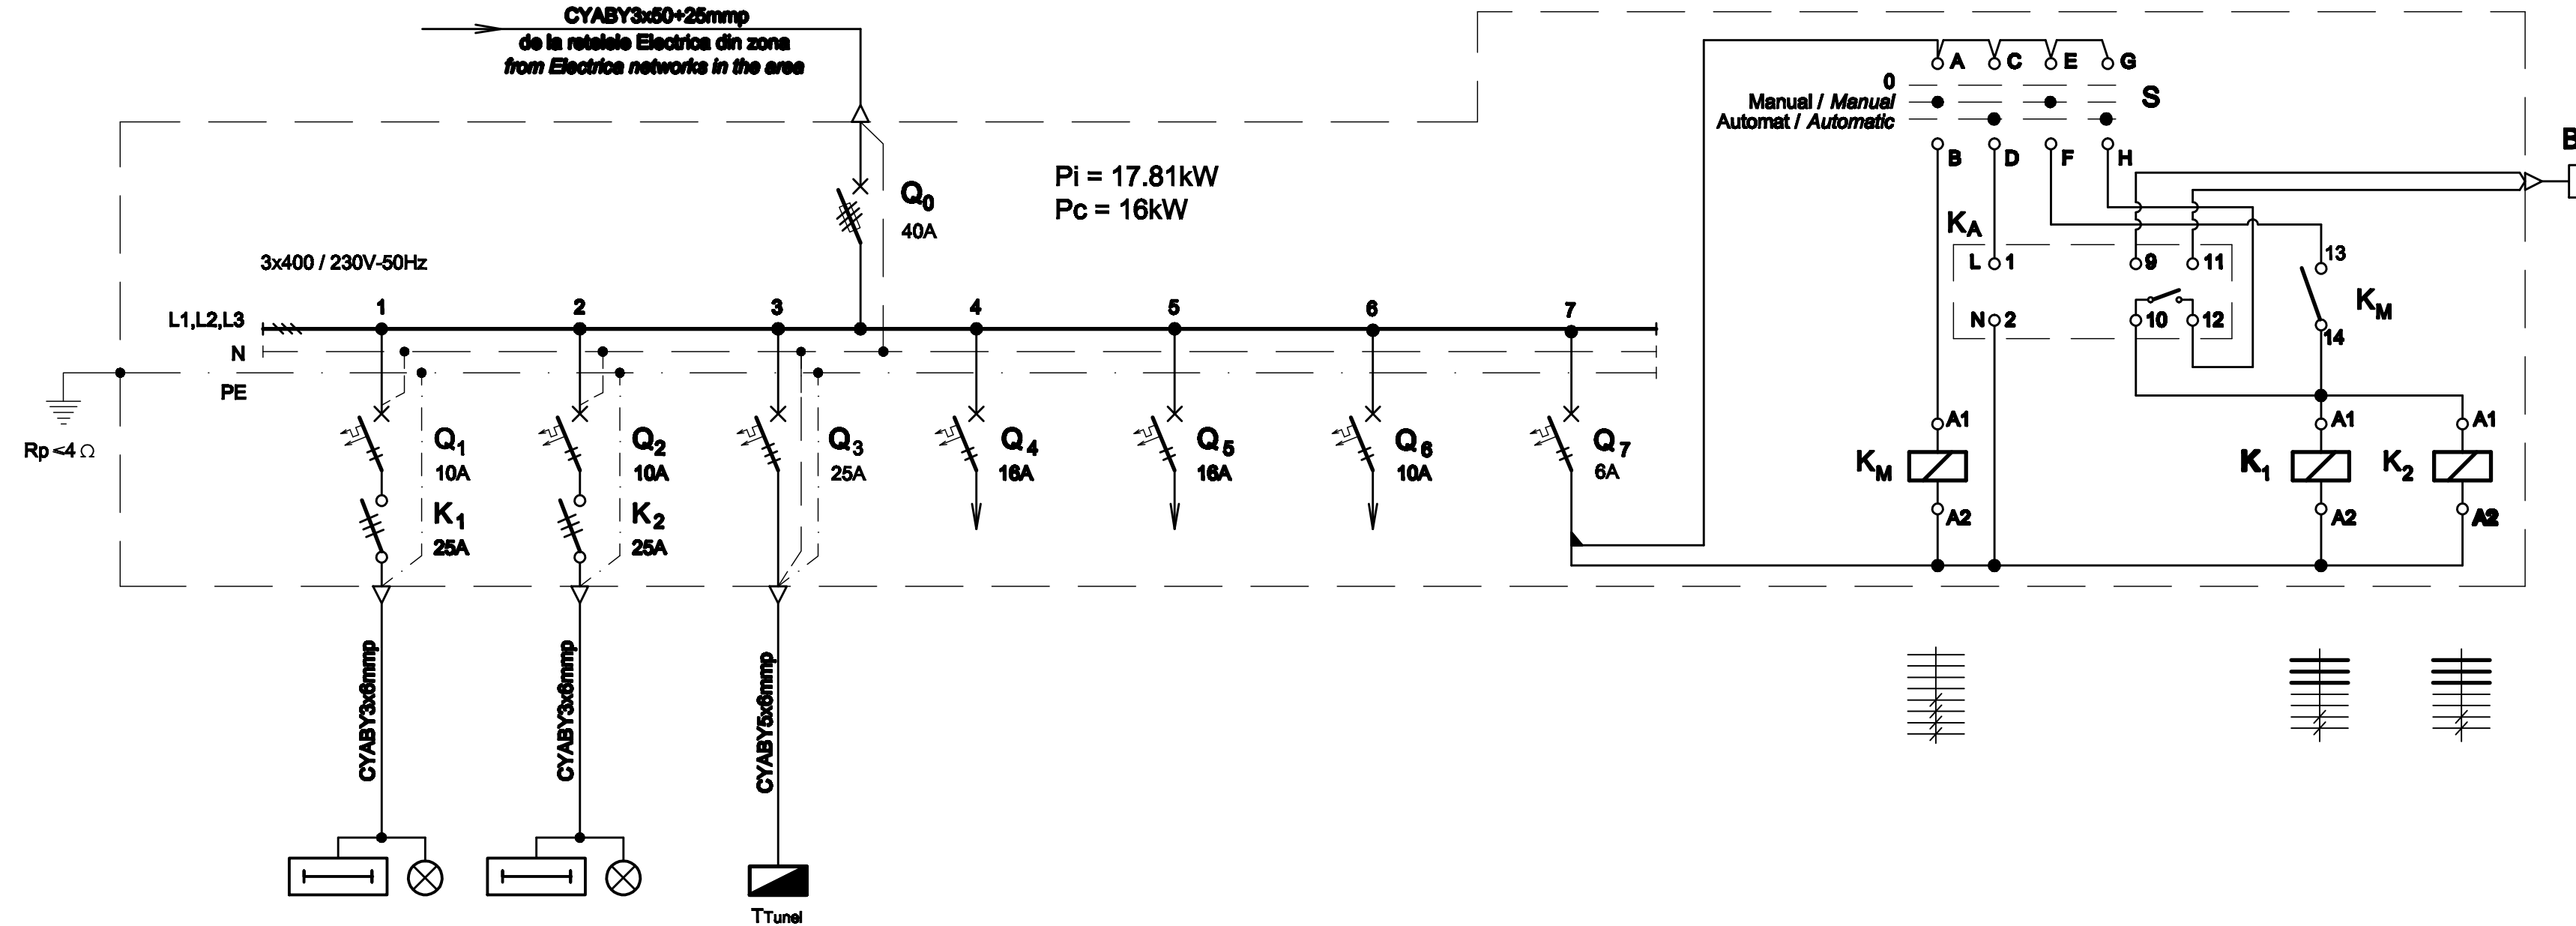 CYABY3x50+25mmp
de la retelele Electrica din zona
from Electrica networks in the area
A C E G
0
Manual / Manual
S
Automat / Automatic
B D F H
B
Pi = 17.81kW
Pc = 16kW
Q0
40A
KA
3x400 / 230V-50Hz
L 1 9 11 13
KM
1 2 3 4 5 6 7
L1,L2,L3
N 2 10 12 14
N
PE
Rp <4 Ω
Q1 Q2 Q3 Q4 Q5 Q6 Q7
10A 10A 25A 16A 16A 10A 6A
A1 A1 A1
KM K1 K2
A2 A2 A2
K1 K2
25A 25A
CYABY3x6mmp
CYABY3x6mmp
CYABY5x6mmp
TTunel